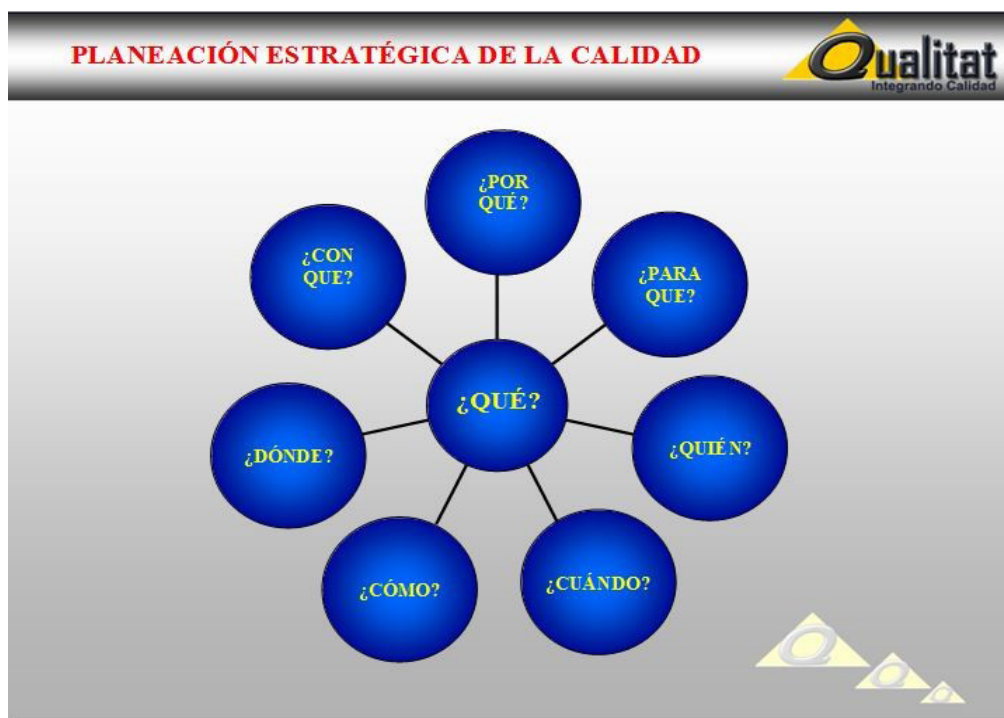 PLANEACIÓN ESTRATÉGICA DE LA CALIDAD
Qualitat
Integrando Calidad
¿POR
QUÉ?
¿PARA
QUE?
¿QUIÉN?
¿CUÁNDO?
¿CÓMO?
¿DÓNDE?
¿CON
QUE?
¿QUÉ?
Q
Q
Q